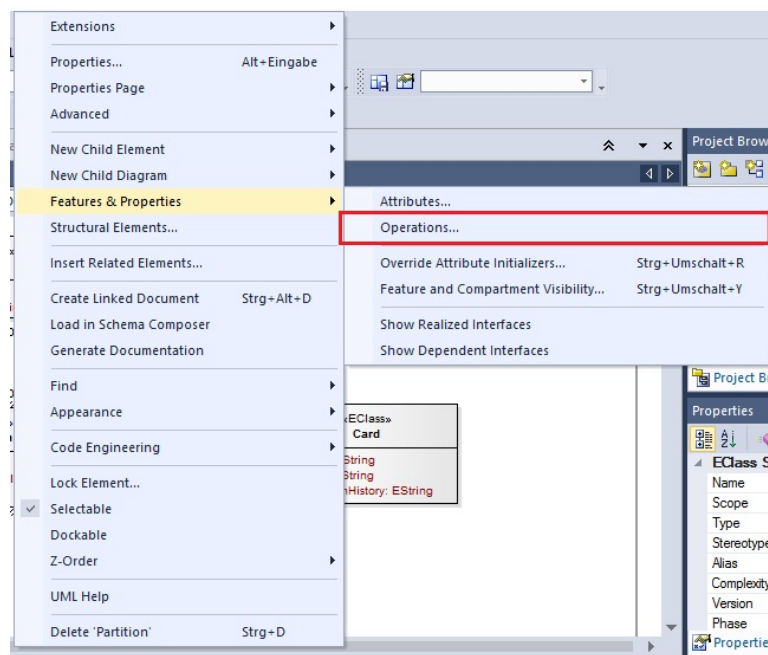 Extensions
Properties... Alt+Eingabe
Properties Page
Advanced
New Child Element
New Child Diagram
Features & Properties
Structural Elements...
Insert Related Elements...
Create Linked Document Strg+Alt+D
Load in Schema Composer
Generate Documentation
Find
Appearance
Code Engineering
Lock Element...
Selectable
Dockable
Z-Order
UML Help
Delete 'Partition' Strg+D
Attributes...
Operations...
Override Attribute Initializers... Strg+Umschalt+R
Feature and Compartment Visibility... Strg+Umschalt+Y
Show Realized Interfaces
Show Dependent Interfaces
«EClass»
Card
String
String
nHistory: EString
Project Brow
Project B
Properties
EClass S
Name
Scope
Type
Stereotype
Alias
Complexity
Version
Phase
Propertie